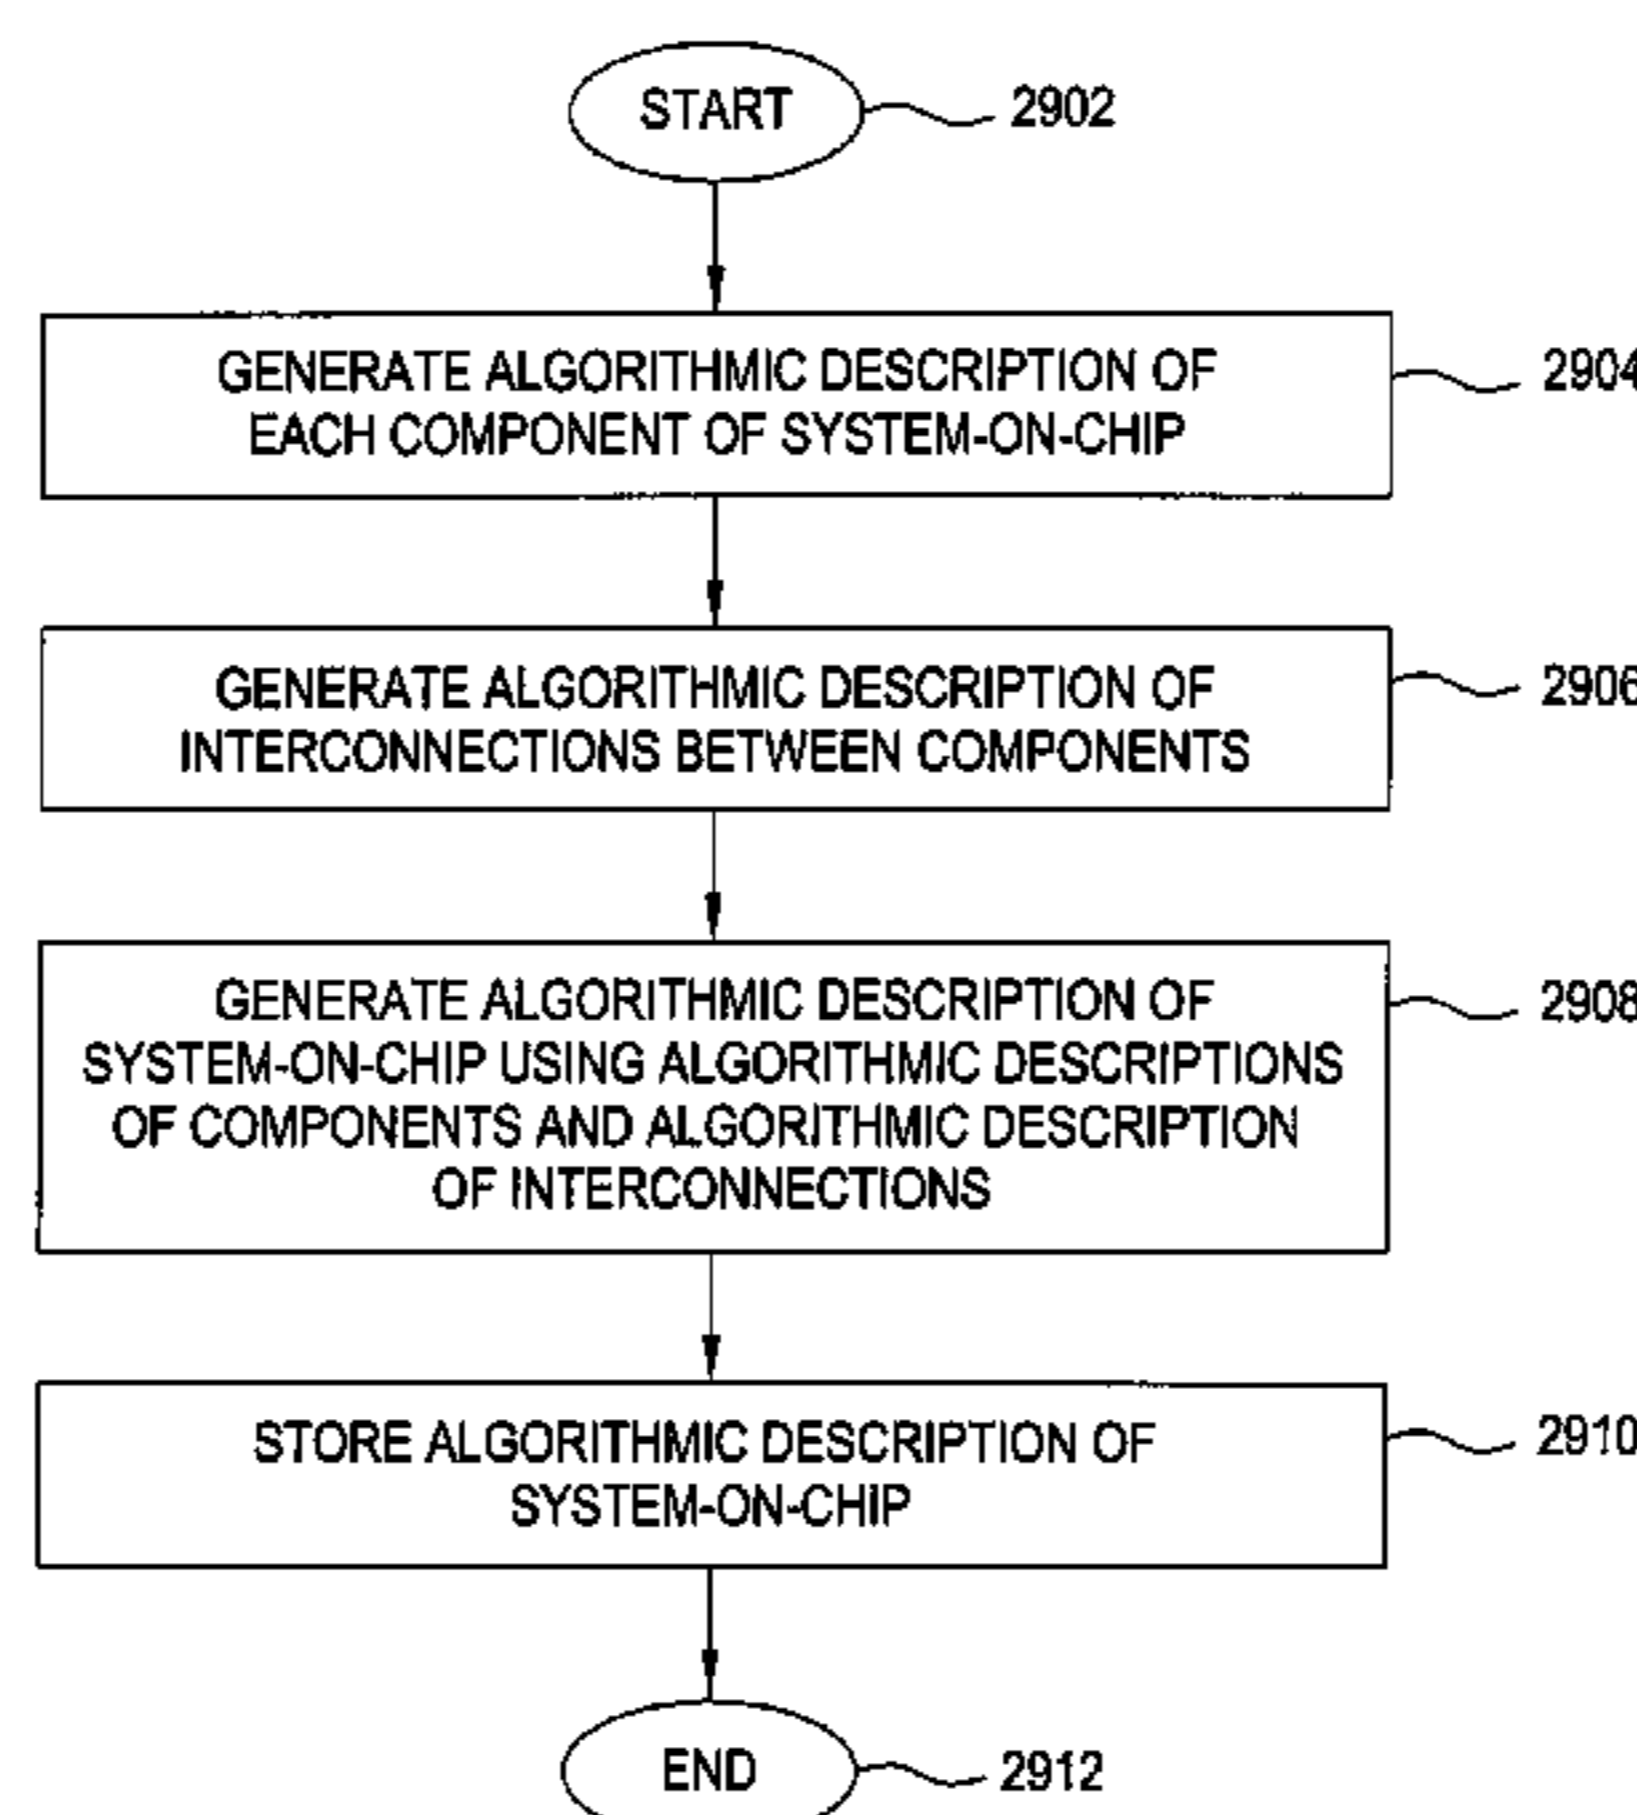 START
2902
GENERATE ALGORITHMIC DESCRIPTION OF
EACH COMPONENT OF SYSTEM-ON-CHIP
2904
GENERATE ALGORITHMIC DESCRIPTION OF
INTERCONNECTIONS BETWEEN COMPONENTS
2906
GENERATE ALGORITHMIC DESCRIPTION OF
SYSTEM-ON-CHIP USING ALGORITHMIC DESCRIPTIONS
OF COMPONENTS AND ALGORITHMIC DESCRIPTION
OF INTERCONNECTIONS
2908
STORE ALGORITHMIC DESCRIPTION OF
SYSTEM-ON-CHIP
2910
END
2912